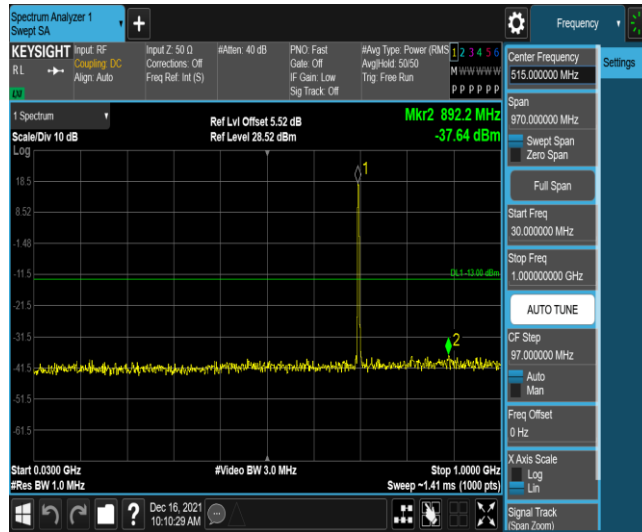 Spectrum Analyzer 1
Swept SA
+
Frequency
KEYSIGHT
RL
LXI
Input: RF
Coupling: DC
Align: Auto
Input Z: 50 Ω
Corrections: Off
Freq Ref: Int (S)
#Atten: 40 dB
PNO: Fast
Gate: Off
IF Gain: Low
Sig Track: Off
#Avg Type: Power (RMS
Avg|Hold: 50/50
Trig: Free Run
1 2 3 4 5 6
M W W W W W
P P P P P P
1 Spectrum
Scale/Div 10 dB
Log
Ref Lvl Offset 5.52 dB
Ref Level 28.52 dBm
Mkr2 892.2 MHz
-37.64 dBm
18.5
8.52
-1.48
-11.5
-21.5
-31.5
-41.5
-51.5
-61.5
1
DL1 -13.00 dBm
2
Start 0.0300 GHz
#Res BW 1.0 MHz
#Video BW 3.0 MHz
Stop 1.0000 GHz
Sweep ~1.41 ms (1000 pts)
Center Frequency
515.000000 MHz
Settings
Span
970.000000 MHz
Swept Span
Zero Span
Full Span
Start Freq
30.000000 MHz
Stop Freq
1.000000000 GHz
AUTO TUNE
CF Step
97.000000 MHz
Auto
Man
Freq Offset
0 Hz
X Axis Scale
Log
Lin
Signal Track
(Span Zoom)
?
Dec 16, 2021
10:10:29 AM